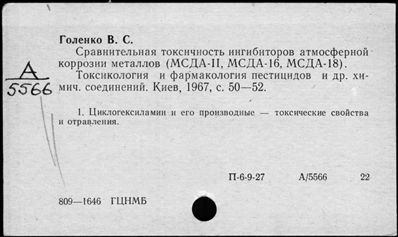 Голенко В. С.
Сравнительная токсичность ингибиторов атмосферной
коррозии металлов (МСДА-II, МСДА-16, МСДА-18).
Токсикология и фармакология пестицидов и др. хи-
мич. соединений. Киев, 1967, с. 50—52.
А
5566
1. Циклогексиламин и его производные — токсические свойства
и отравления.
П-6-9-27 А/5566 22
809—1646 ГЦНМБ